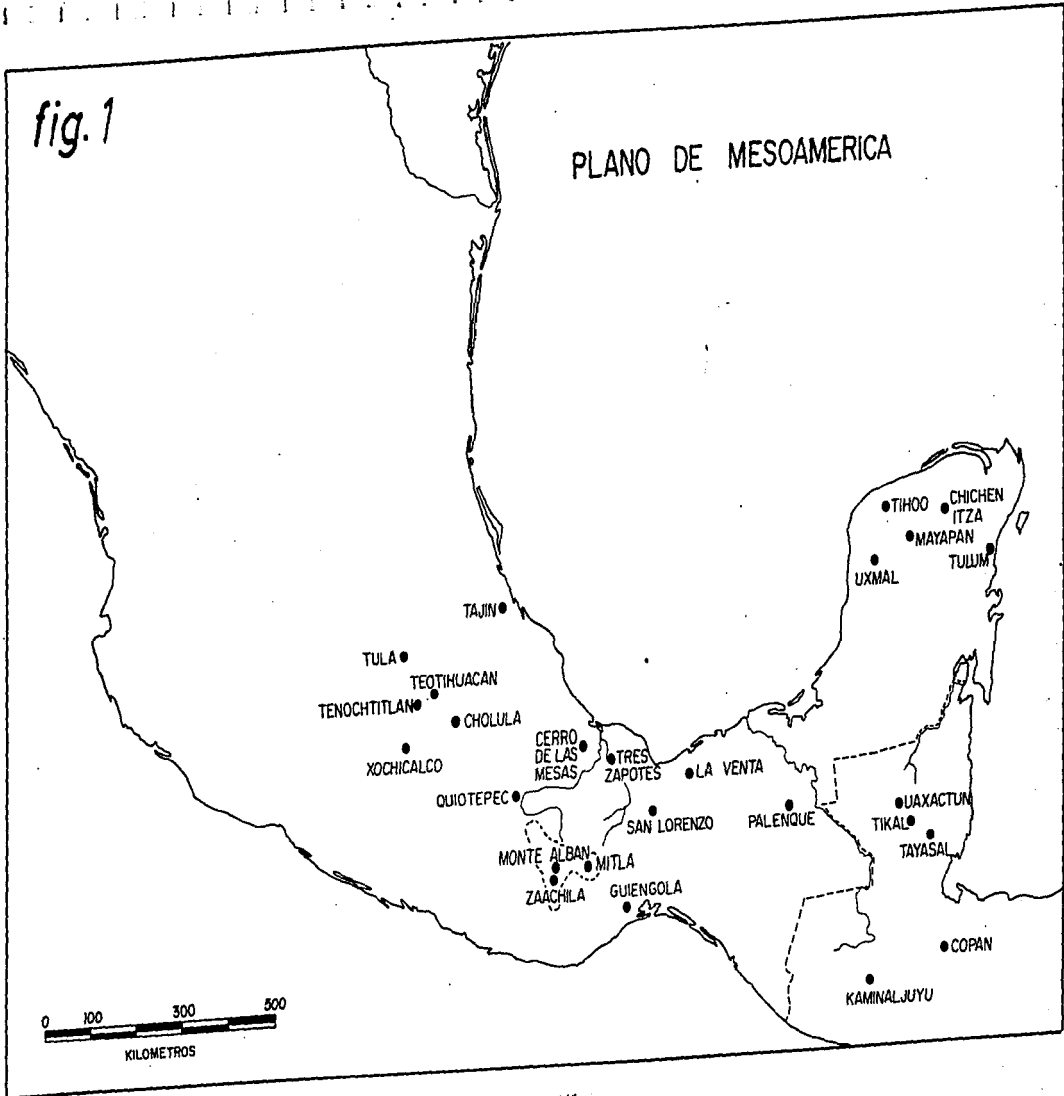 fig. 1
PLANO DE MESOAMERICA
TIHOO
CHICHEN
ITZA
MAYAPAN
TULUM
UXMAL
TAJIN
TULA
TEOTIHUACAN
TENOCHTITLAN
CHOLULA
XOCHICALCO
CERRO
DE LAS
MESAS
TRES
ZAPOTES
LA VENTA
QUIOTEPEC
SAN LORENZO
PALENQUE
UAXACTUN
TIKAL
TAYASAL
MONTE ALBAN
MITLA
ZAACHILA
GUIENGOLA
COPAN
KAMINALJUYU
0 100 300 500
KILOMETROS